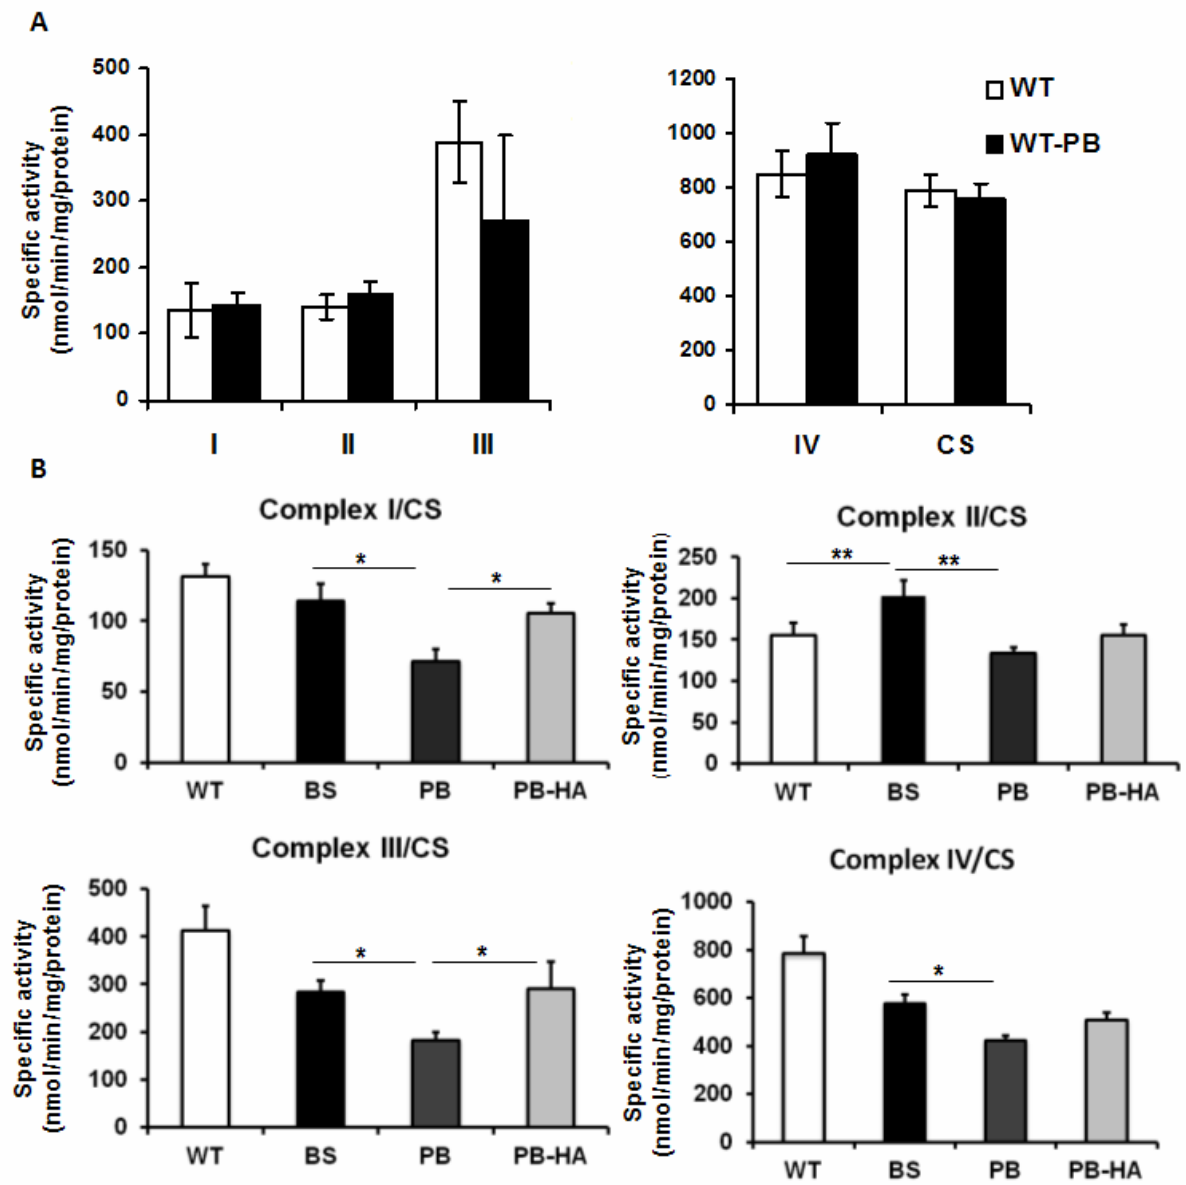 A
Specific activity
(nmol/min/mg/protein)
500
400
300
200
100
0
I II III
1200
1000
800
600
400
200
0
IV CS
WT
WT-PB
B
Complex I/CS
Specific activity
(nmol/min/mg/protein)
150
100
50
0
* *
WT BS PB PB-HA
Complex II/CS
Specific activity
(nmol/min/mg/protein)
250
200
150
100
50
0
** **
WT BS PB PB-HA
Complex III/CS
Specific activity
(nmol/min/mg/protein)
500
400
300
200
100
0
* *
WT BS PB PB-HA
Complex IV/CS
Specific activity
(nmol/min/mg/protein)
1000
800
600
400
200
0
*
WT BS PB PB-HA